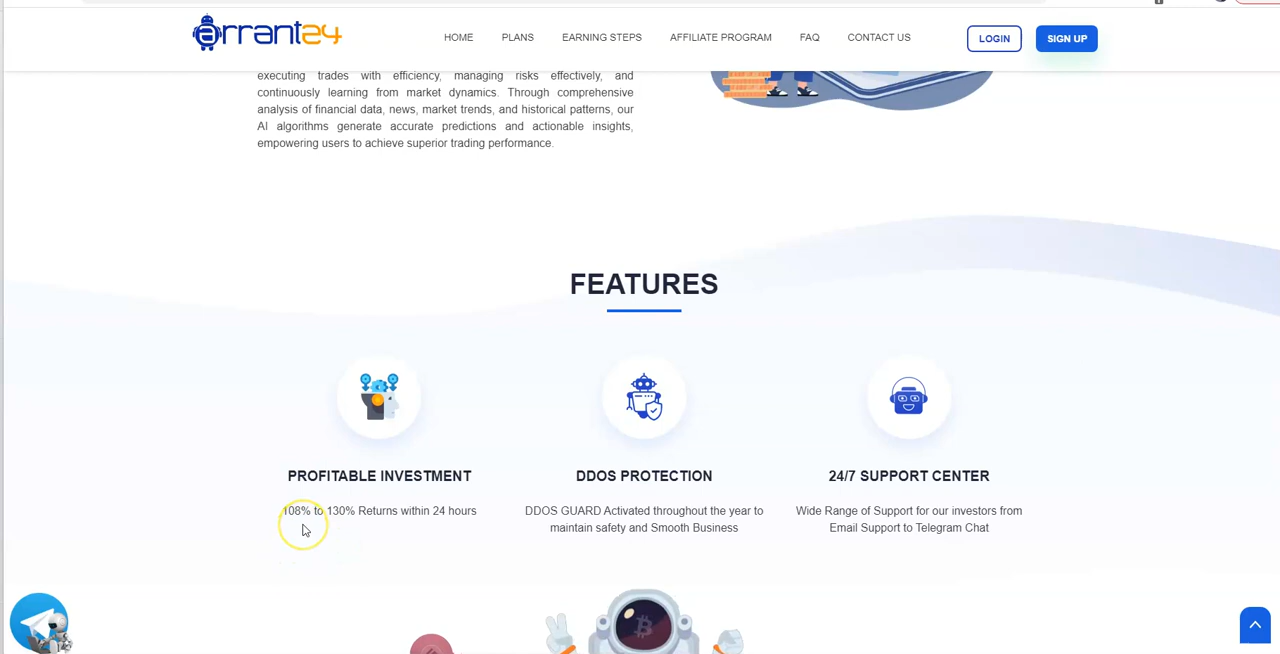 arrant24
HOME PLANS EARNING STEPS AFFILIATE PROGRAM FAQ CONTACT US LOGIN SIGN UP
executing trades with efficiency, managing risks effectively, and
continuously learning from market dynamics. Through comprehensive
analysis of financial data, news, market trends, and historical patterns, our
AI algorithms generate accurate predictions and actionable insights,
empowering users to achieve superior trading performance.
FEATURES
PROFITABLE INVESTMENT
108% to 130% Returns within 24 hours
DDOS PROTECTION
DDOS GUARD Activated throughout the year to
maintain safety and Smooth Business
24/7 SUPPORT CENTER
Wide Range of Support for our investors from
Email Support to Telegram Chat